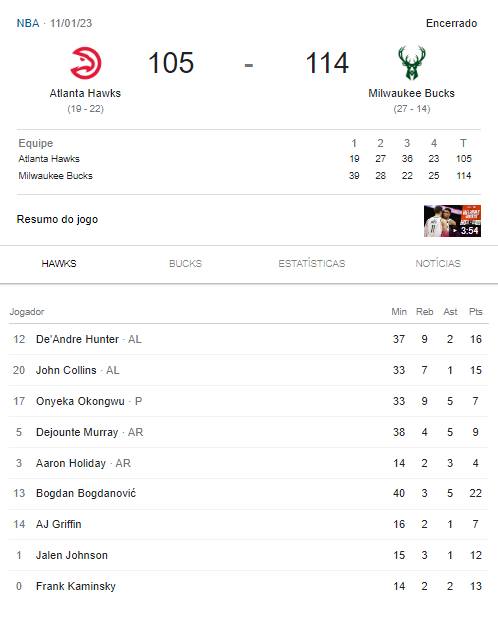 NBA · 11/01/23 Encerrado
105 - 114
Atlanta Hawks Milwaukee Bucks
(19 - 22) (27 - 14)
Equipe 1 2 3 4 T
Atlanta Hawks 19 27 36 23 105
Milwaukee Bucks 39 28 22 25 114
Resumo do jogo
3:54
HAWKS BUCKS ESTATÍSTICAS NOTÍCIAS
Jogador Min Reb Ast Pts
12 De'Andre Hunter · AL 37 9 2 16
20 John Collins · AL 33 7 1 15
17 Onyeka Okongwu · P 33 9 5 7
5 Dejounte Murray · AR 38 4 5 9
3 Aaron Holiday · AR 14 2 3 4
13 Bogdan Bogdanović 40 3 5 22
14 AJ Griffin 16 2 1 7
1 Jalen Johnson 15 3 1 12
0 Frank Kaminsky 14 2 2 13